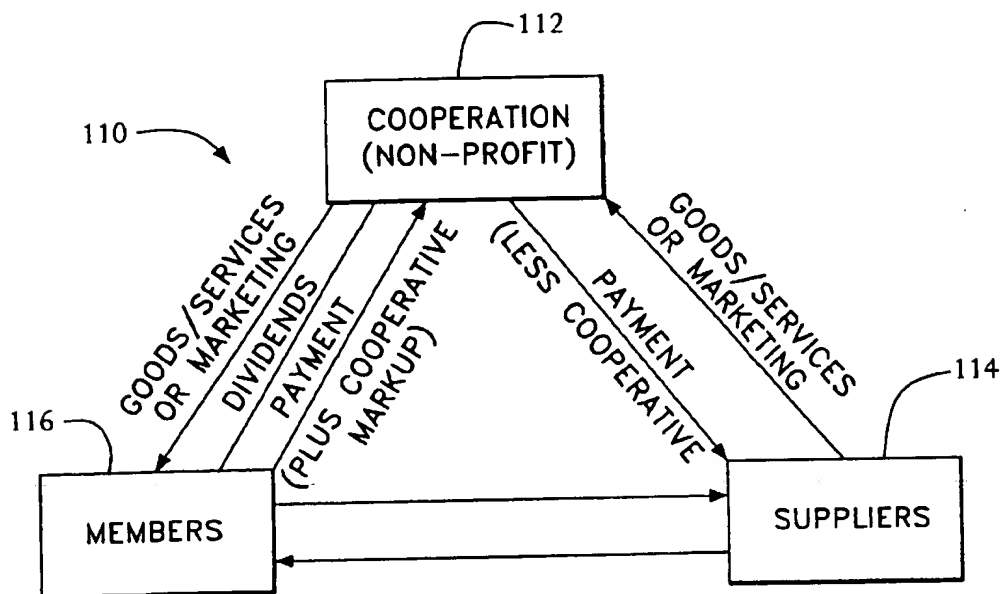 112
COOPERATION
(NON-PROFIT)
110
GOODS/SERVICES
OR MARKETING
DIVIDENDS
PAYMENT
(PLUS COOPERATIVE
MARKUP)
PAYMENT
(LESS COOPERATIVE
GOODS/SERVICES
OR MARKETING
114
116
MEMBERS
SUPPLIERS